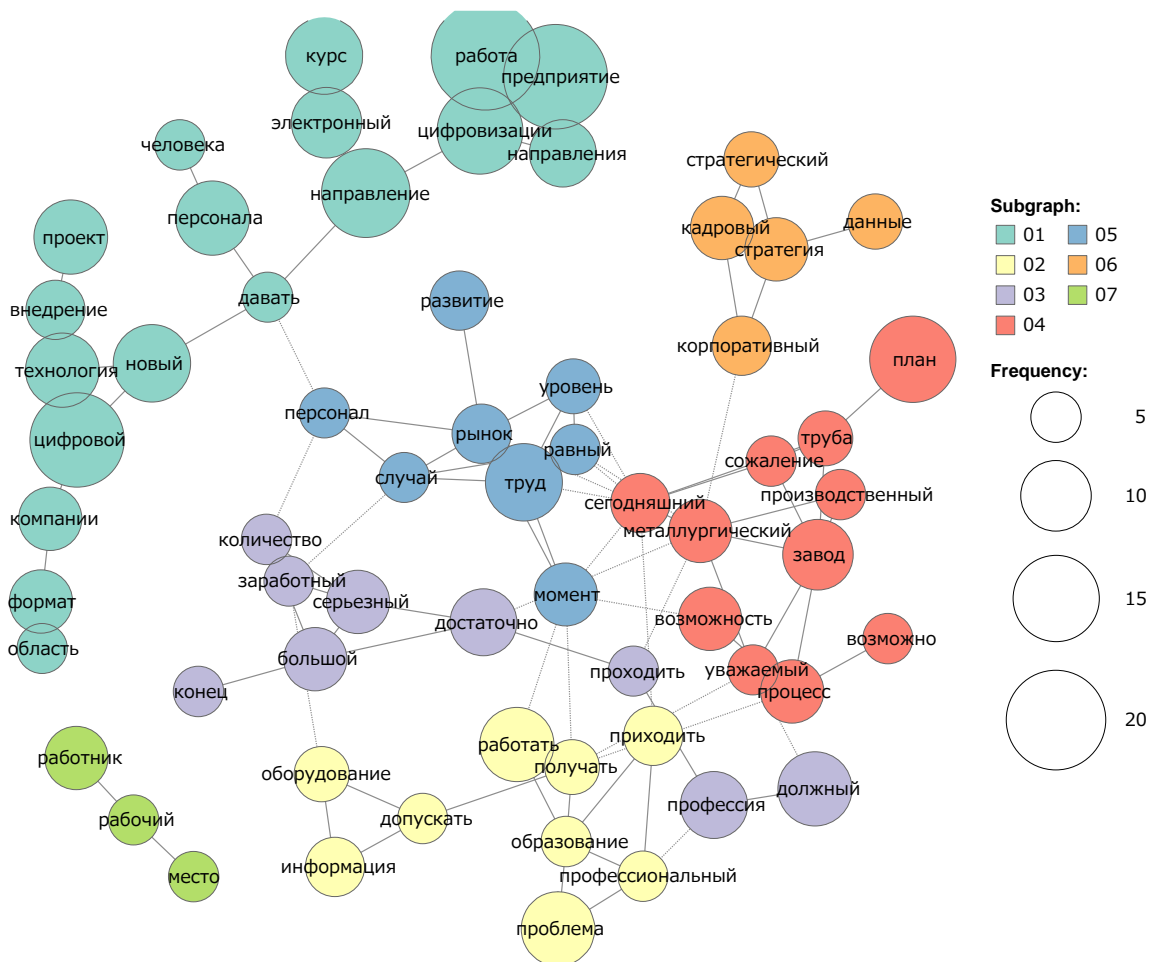 курс
работа
предприятие
электронный
цифровизации
человека
направления
стратегический
направление
персонала
проект
кадровый
данные
стратегия
Subgraph:
01
05
02
06
03
07
04
давать
развитие
внедрение
корпоративный
новый
план
технология
Frequency:
уровень
персонал
5
рынок
труба
цифровой
равный
сожаление
случай
труд
10
сегодняшний
производственный
компании
металлургический
количество
завод
заработный
момент
15
формат
серьезный
достаточно
возможность
возможно
область
большой
проходить
уважаемый
конец
процесс
20
приходить
работать
работник
получать
оборудование
должный
профессия
рабочий
допускать
образование
информация
место
профессиональный
проблема